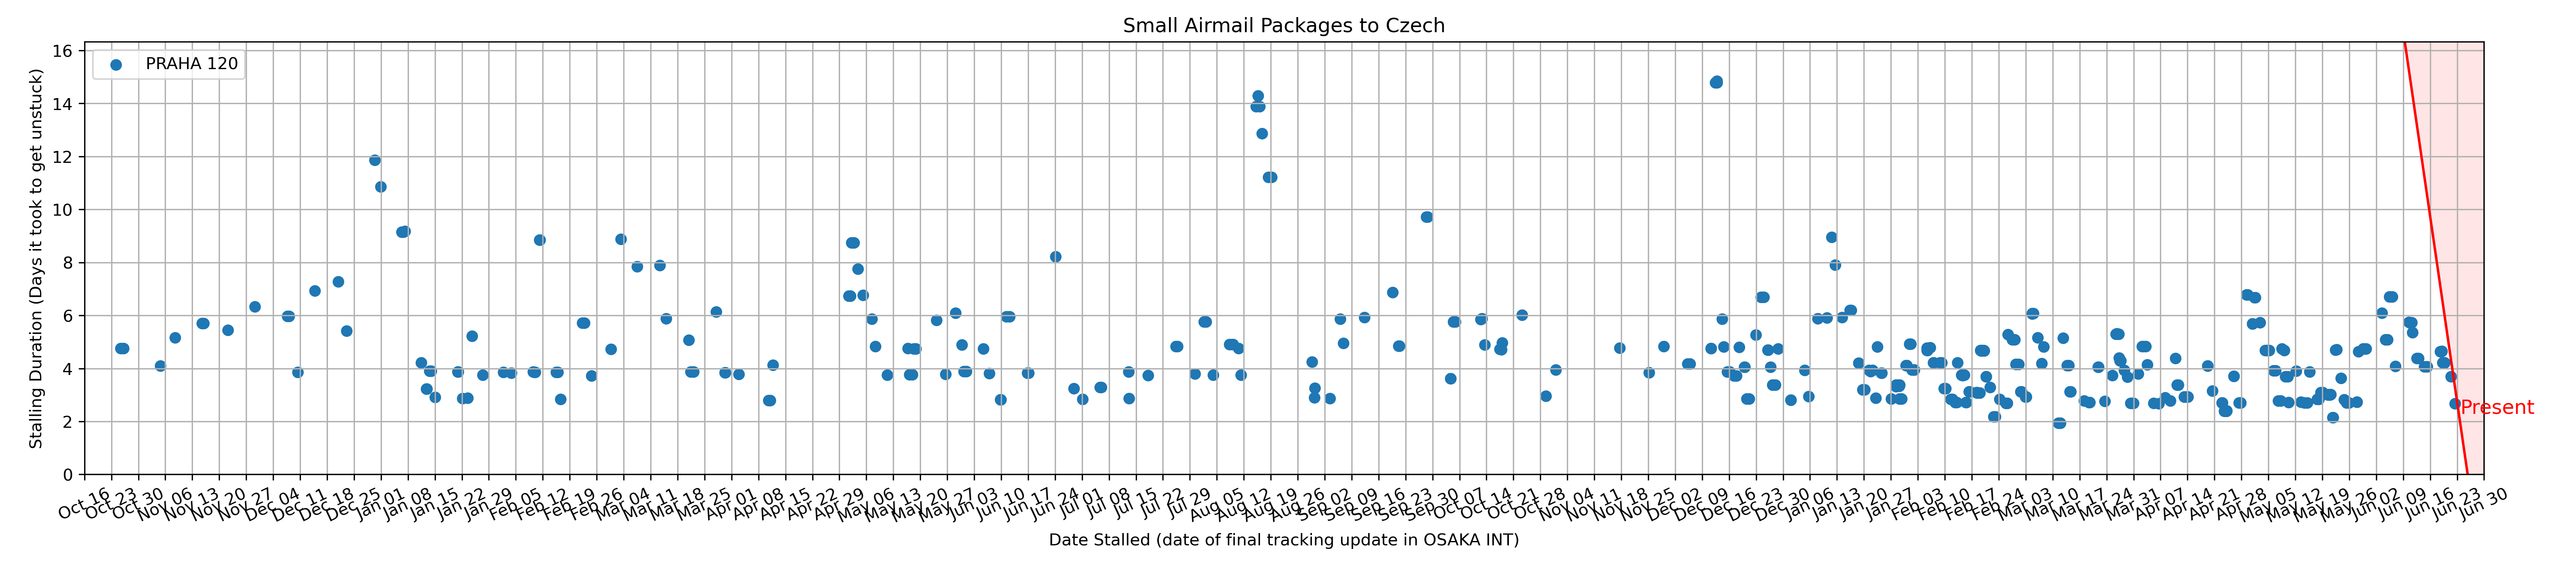 Small Airmail Packages to Czech
PRAHA 120
Stalling Duration (Days it took to get unstuck)
16
14
12
10
8
6
4
2
0
Present
Oct 16 Oct 23 Oct 30 Nov 06 Nov 13 Nov 20 Nov 27 Dec 04 Dec 11 Dec 18 Dec 25 Jan 01 Jan 08 Jan 15 Jan 22 Jan 29 Feb 05 Feb 12 Feb 19 Feb 26 Mar 04 Mar 11 Mar 18 Mar 25 Apr 01 Apr 08 Apr 15 Apr 22 Apr 29 May 06 May 13 May 20 May 27 Jun 03 Jun 10 Jun 17 Jun 24 Jul 01 Jul 08 Jul 15 Jul 22 Jul 29 Aug 05 Aug 12 Aug 19 Aug 26 Sep 02 Sep 09 Sep 16 Sep 23 Sep 30 Oct 07 Oct 14 Oct 21 Oct 28 Nov 04 Nov 11 Nov 18 Nov 25 Dec 02 Dec 09 Dec 16 Dec 23 Dec 30 Jan 06 Jan 13 Jan 20 Jan 27 Feb 03 Feb 10 Feb 17 Feb 24 Mar 03 Mar 10 Mar 17 Mar 24 Mar 31 Apr 07 Apr 14 Apr 21 Apr 28 May 05 May 12 May 19 May 26 Jun 02 Jun 09 Jun 16 Jun 23 Jun 30
Date Stalled (date of final tracking update in OSAKA INT)